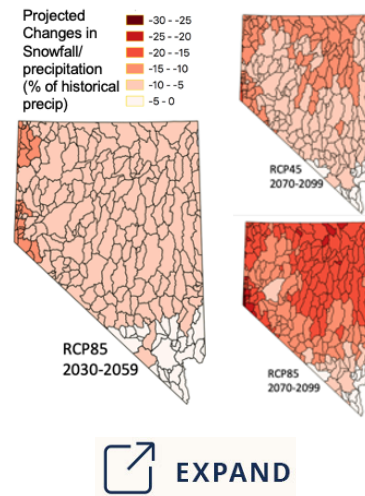 Projected
Changes in
Snowfall/
precipitation
(% of historical
precip)
-30 - -25
-25 - -20
-20 - -15
-15 - -10
-10 - -5
-5 - 0
RCP45
2070-2099
RCP85
2030-2059
RCP85
2070-2099
EXPAND